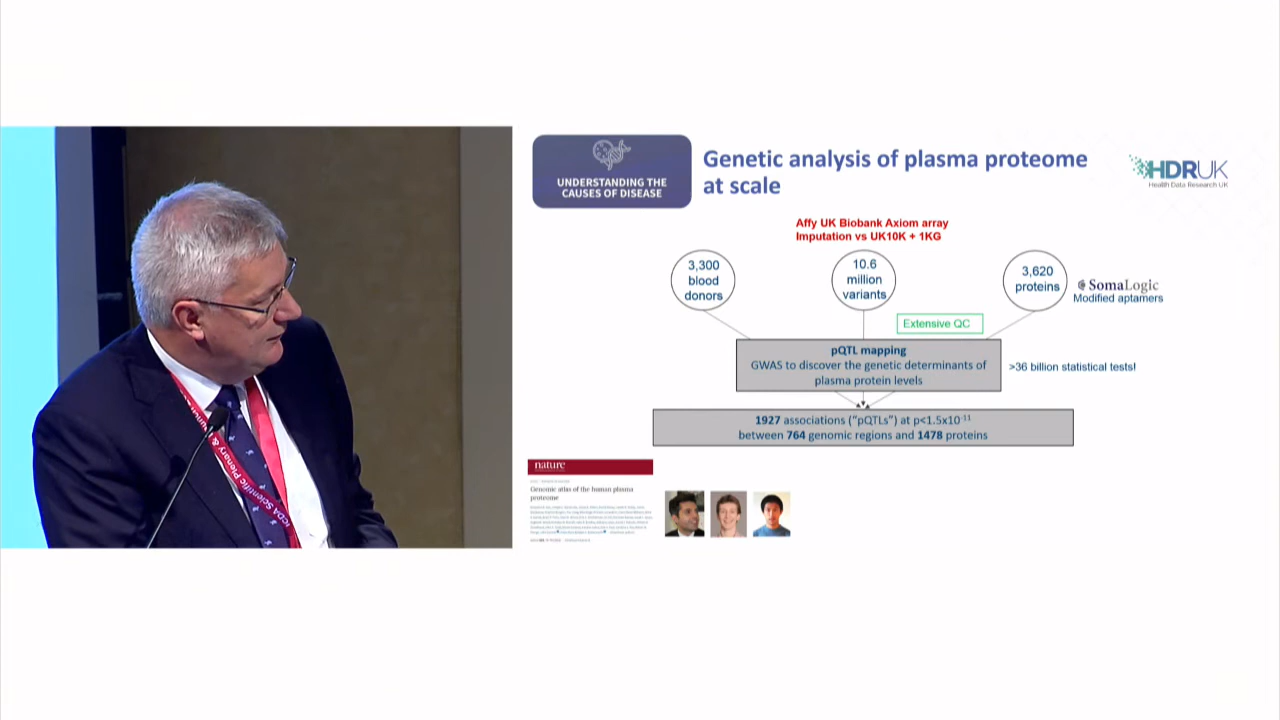 UNDERSTANDING THE
CAUSES OF DISEASE
Genetic analysis of plasma proteome
at scale
HDRUK
Health Data Research UK
Affy UK Biobank Axiom array
Imputation vs UK10K + 1KG
3,300
blood
donors
10.6
million
variants
3,620
proteins
SomaLogic
Modified aptamers
Extensive QC
pQTL mapping
GWAS to discover the genetic determinants of
plasma protein levels
>36 billion statistical tests!
1927 associations ("pQTLs") at p<1.5x10⁻¹¹
between 764 genomic regions and 1478 proteins
nature
Genomic atlas of the human plasma
proteome
Scientific Plenary